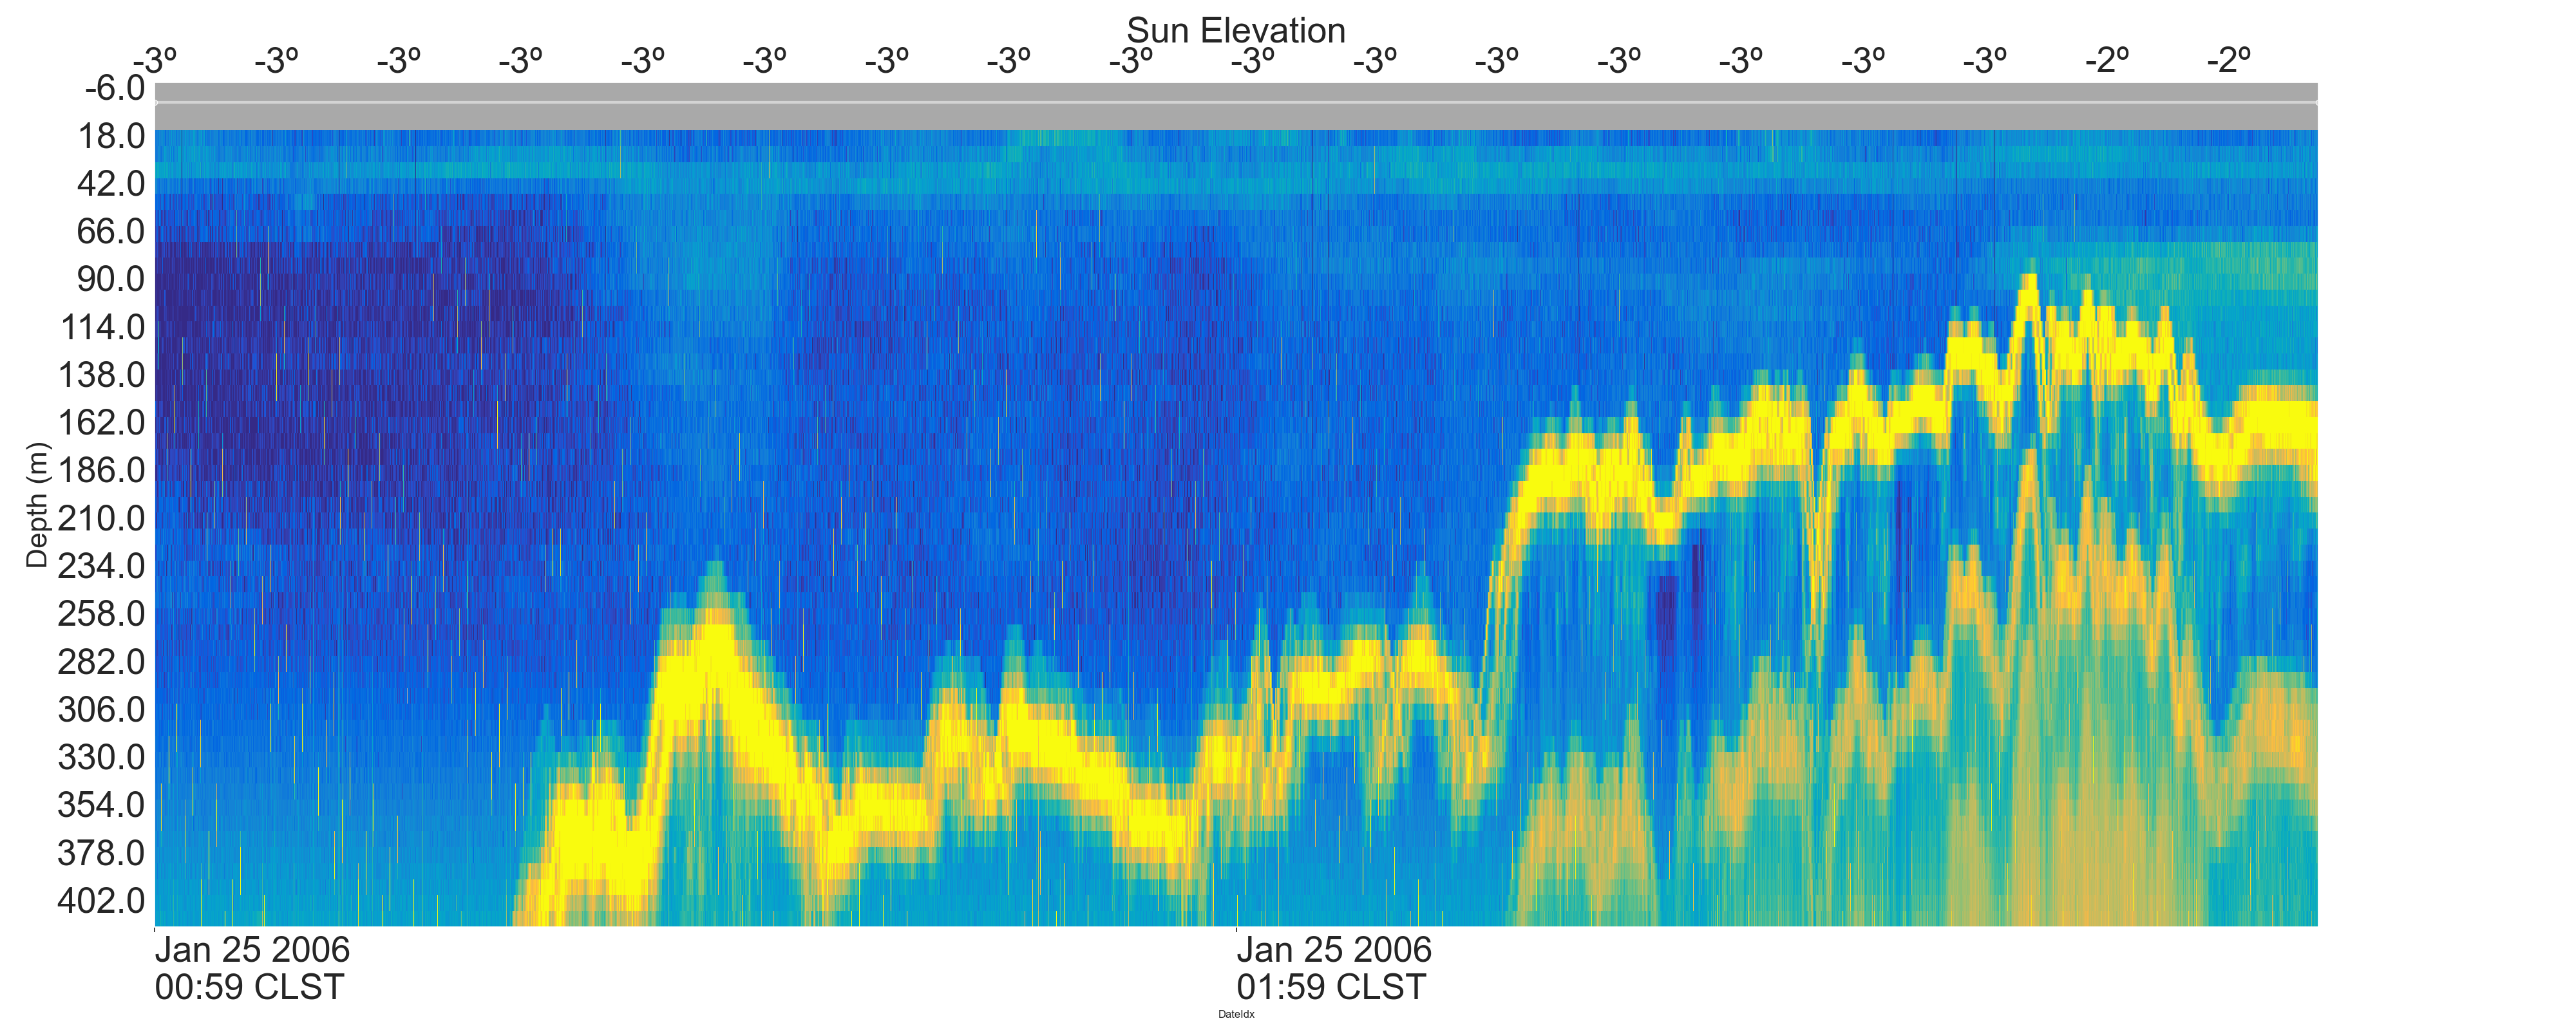 Sun Elevation
-3º -3º -3º -3º -3º -3º -3º -3º -3º -3º -3º -3º -3º -3º -3º -3º -2º -2º
-6.0
18.0
42.0
66.0
90.0
114.0
138.0
162.0
186.0
210.0
234.0
258.0
282.0
306.0
330.0
354.0
378.0
402.0
Depth (m)
Jan 25 2006
00:59 CLST
Jan 25 2006
01:59 CLST
DateIdx